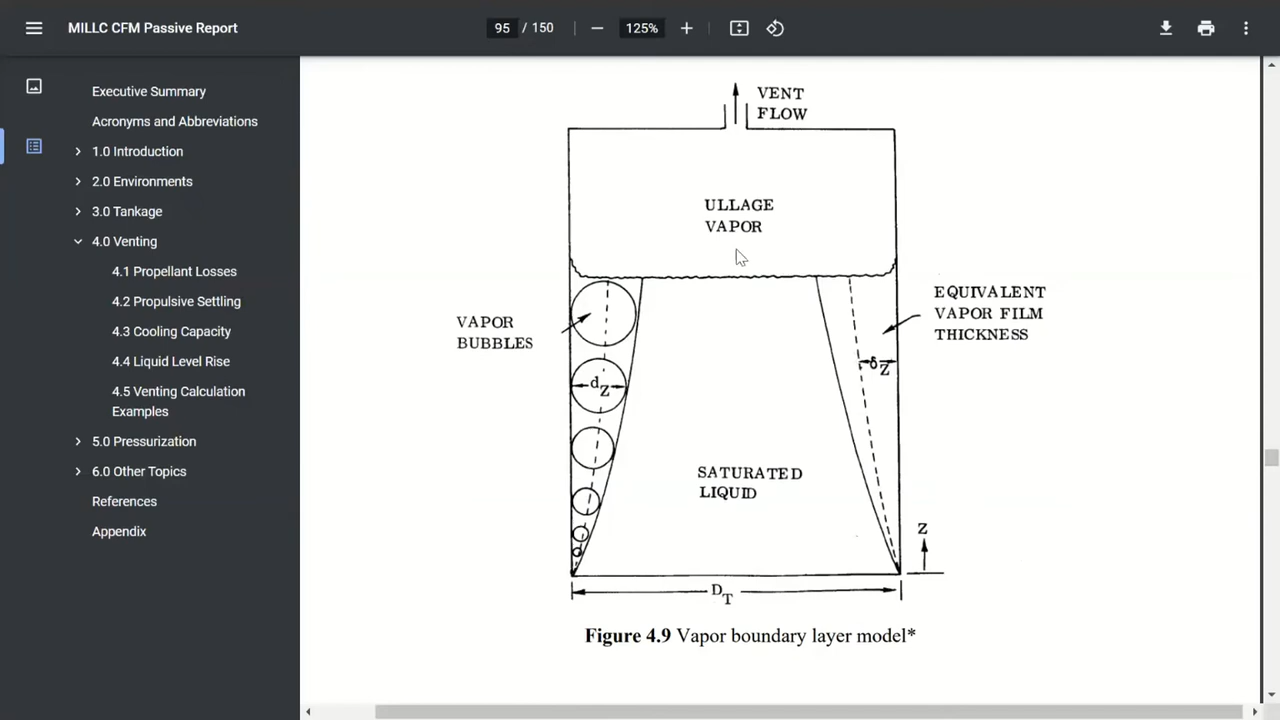 MILLC CFM Passive Report
95 / 150
125%
Executive Summary
Acronyms and Abbreviations
1.0 Introduction
2.0 Environments
3.0 Tankage
4.0 Venting
4.1 Propellant Losses
4.2 Propulsive Settling
4.3 Cooling Capacity
4.4 Liquid Level Rise
4.5 Venting Calculation
Examples
5.0 Pressurization
6.0 Other Topics
References
Appendix
VENT
FLOW
ULLAGE
VAPOR
VAPOR
BUBBLES
EQUIVALENT
VAPOR FILM
THICKNESS
dZ
δZ
SATURATED
LIQUID
Z
DT
Figure 4.9 Vapor boundary layer model*